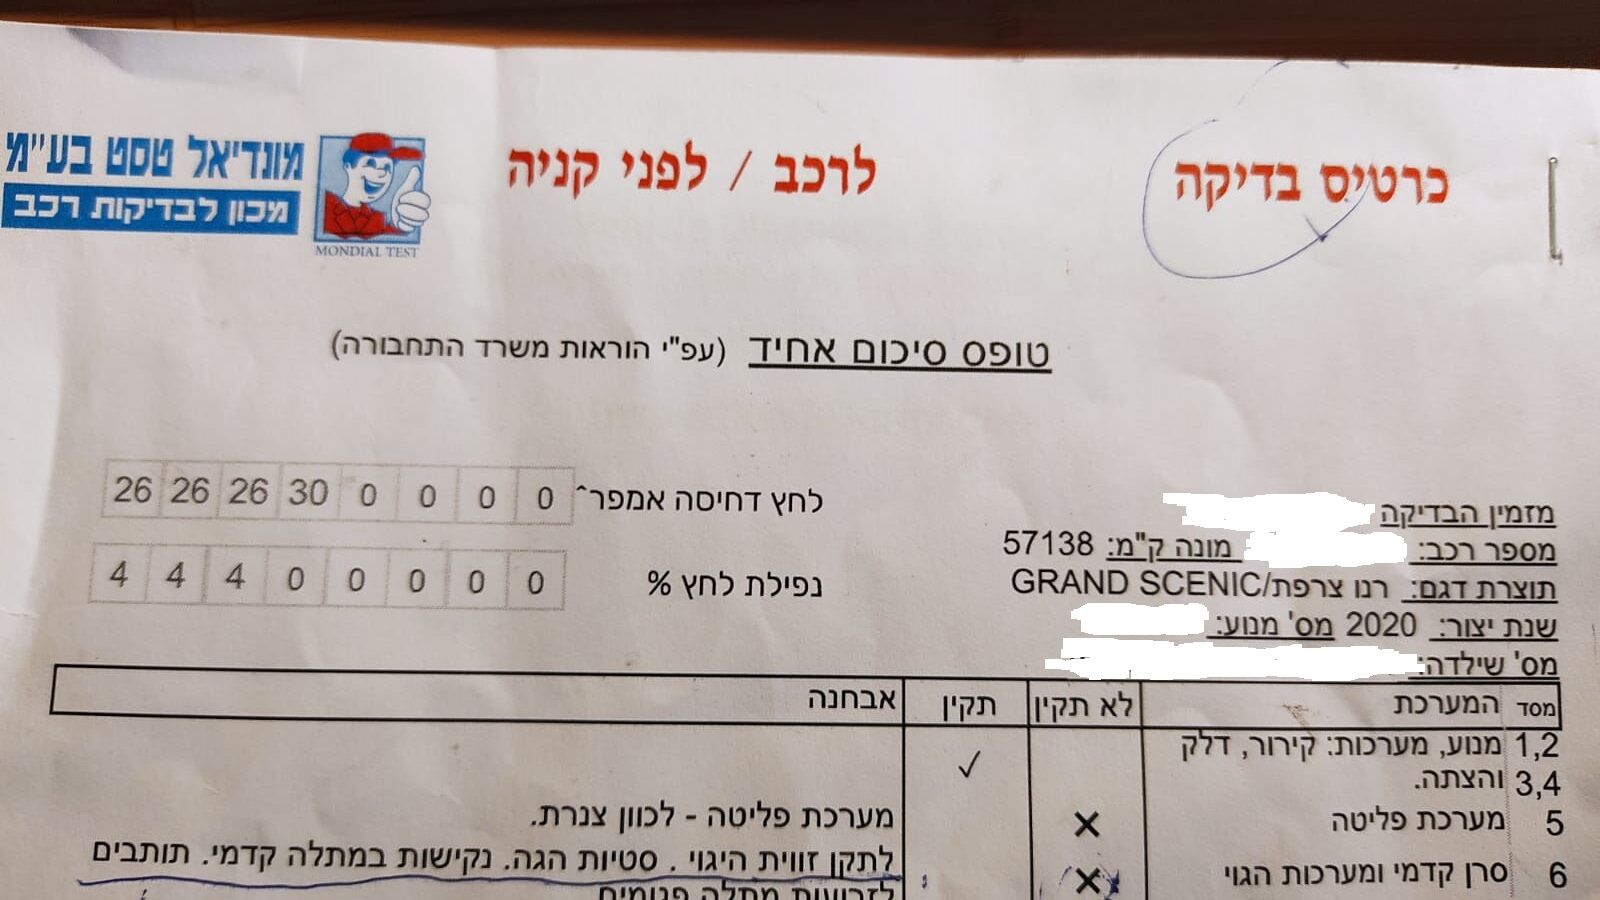 כרטיס בדיקה
לרכב / לפני קניה
מונדיאל טסט בע"מ
מכון לבדיקות רכב
MONDIAL TEST
טופס סיכום אחיד (עפ"י הוראות משרד התחבורה)
מזמין הבדיקה
מספר רכב: מונה ק"מ: 57138
תוצרת דגם: רנו צרפת/GRAND SCENIC
שנת יצור: 2020 מס' מנוע:
מס' שילדה:
לחץ דחיסה אמפר^ 26 26 26 30 0 0 0 0
נפילת לחץ % 4 4 4 0 0 0 0 0
מסד המערכת לא תקין תקין אבחנה
1,2 מנוע, מערכות: קירור, דלק ✓
3,4 והצתה.
5 מערכת פליטה X מערכת פליטה - לכוון צנרת.
6 סרן קדמי ומערכות הגוי X לתקן זווית היגוי . סטיות הגה. נקישות במתלה קדמי. תותבים
לזרועות מתלה פגומים